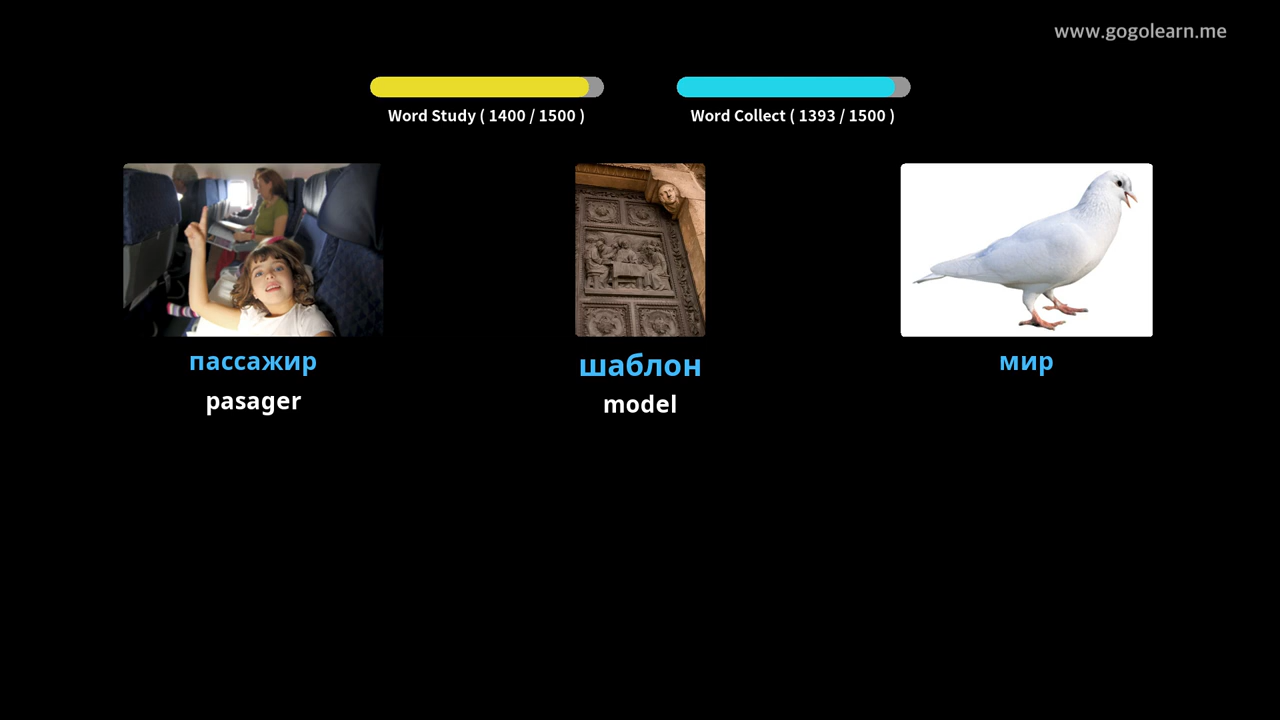 www.gogolearn.me
Word Study ( 1400 / 1500 )
Word Collect ( 1393 / 1500 )
пассажир
pasager
шаблон
model
мир